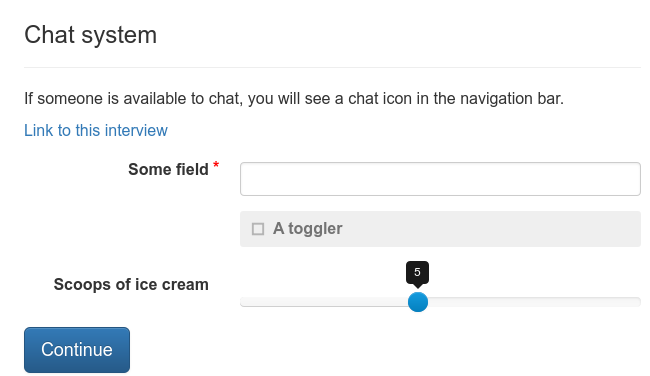 Chat system
If someone is available to chat, you will see a chat icon in the navigation bar.
Link to this interview
Some field *
A toggler
5
Scoops of ice cream
Continue